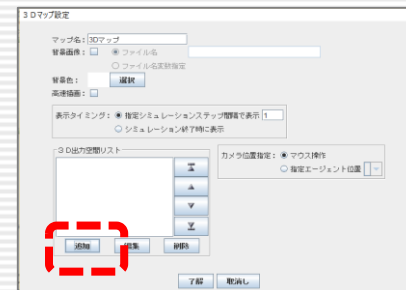 3Dマップ設定
マップ名: 3Dマップ
背景画像: ファイル名
ファイル名変数指定
背景色: 選択
高速描画:
表示タイミング: 指定シミュレーションステップ間隔で表示 1
シミュレーション終了時に表示
3D出力空間リスト
カメラ位置指定: マウス操作
指定エージェント位置
追加 編集 削除
了解 取消し